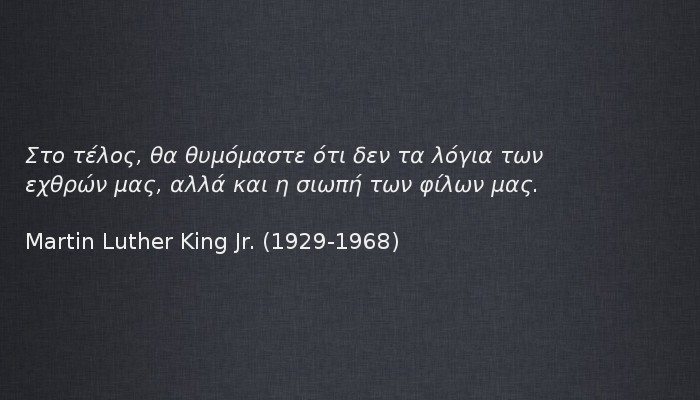 Στο τέλος, θα θυμόμαστε ότι δεν τα λόγια των
εχθρών μας, αλλά και η σιωπή των φίλων μας.
Martin Luther King Jr. (1929-1968)